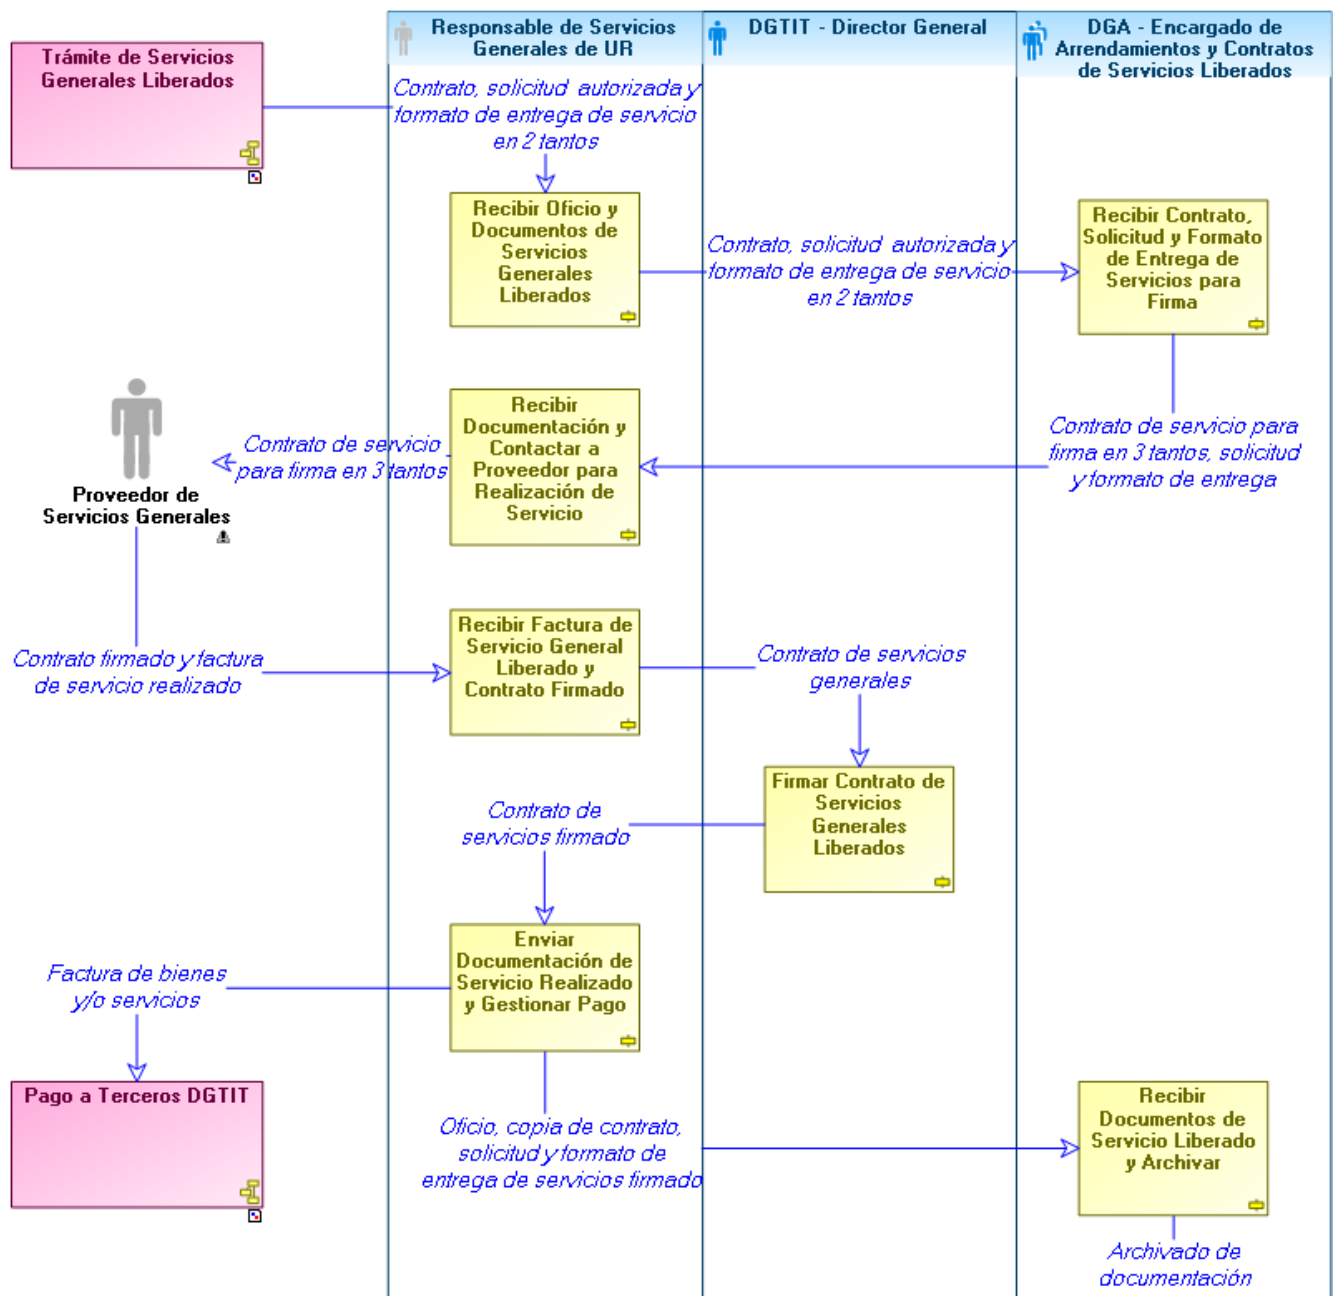 Responsable de Servicios
Generales de UR
DGTIT - Director General
DGA - Encargado de
Arrendamientos y Contratos
de Servicios Liberados
Trámite de Servicios
Generales Liberados
Contrato, solicitud autorizada y
formato de entrega de servicio
en 2 tantos
Recibir Oficio y
Documentos de
Servicios
Generales
Liberados
Contrato, solicitud autorizada y
formato de entrega de servicio
en 2 tantos
Recibir Contrato,
Solicitud y Formato
de Entrega de
Servicios para
Firma
Contrato de servicio para
firma en 3 tantos, solicitud
y formato de entrega
Recibir
Documentación y
Contactar a
Proveedor para
Realización de
Servicio
Contrato de servicio
para firma en 3 tantos
Proveedor de
Servicios Generales
Contrato firmado y factura
de servicio realizado
Recibir Factura de
Servicio General
Liberado y
Contrato Firmado
Contrato de servicios
generales
Firmar Contrato de
Servicios
Generales
Liberados
Contrato de
servicios firmado
Enviar
Documentación de
Servicio Realizado
y Gestionar Pago
Factura de bienes
y/o servicios
Pago a Terceros DGTIT
Oficio, copia de contrato,
solicitud y formato de
entrega de servicios firmado
Recibir
Documentos de
Servicio Liberado
y Archivar
Archivado de
documentación